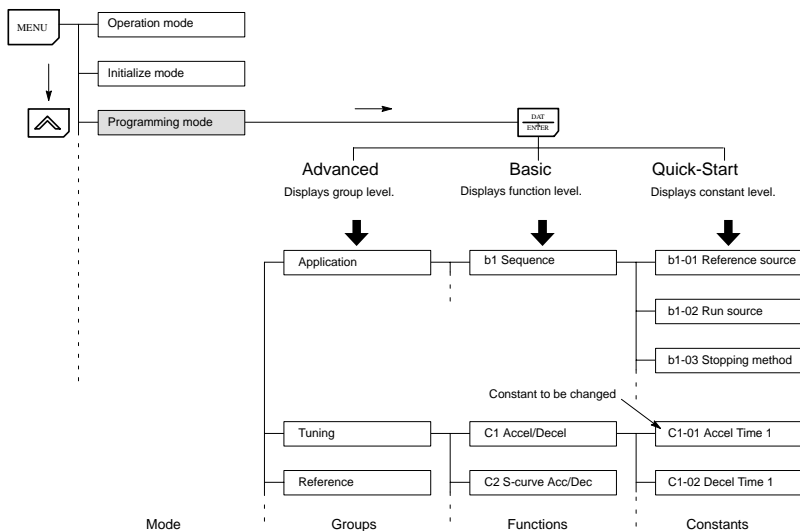 MENU
Operation mode
Initialize mode
Programming mode
DAT
ENTER
Advanced
Basic
Quick-Start
Displays group level.
Displays function level.
Displays constant level.
Application
b1 Sequence
b1-01 Reference source
b1-02 Run source
b1-03 Stopping method
Constant to be changed
Tuning
C1 Accel/Decel
C1-01 Accel Time 1
Reference
C2 S-curve Acc/Dec
C1-02 Decel Time 1
Mode
Groups
Functions
Constants